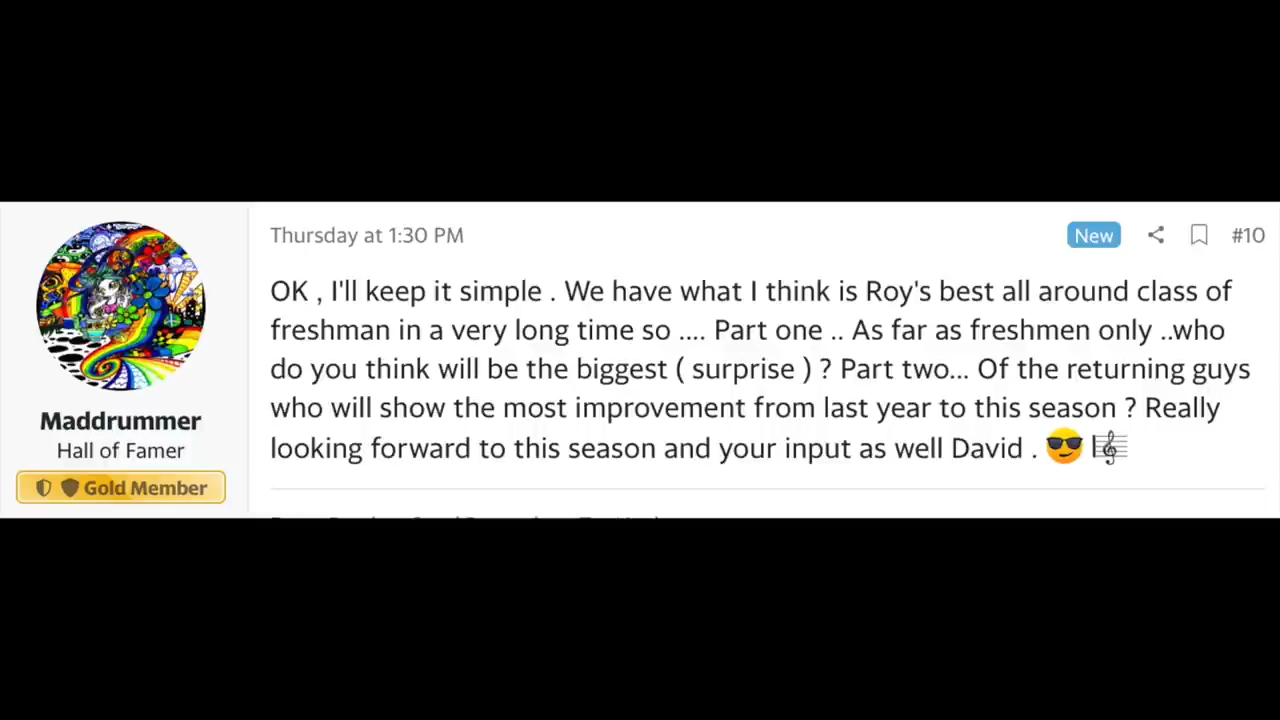 Thursday at 1:30 PM
New
#10
OK , I'll keep it simple . We have what I think is Roy's best all around class of
freshman in a very long time so .... Part one .. As far as freshmen only ..who
do you think will be the biggest ( surprise ) ? Part two... Of the returning guys
who will show the most improvement from last year to this season ? Really
looking forward to this season and your input as well David . 😎 🎼
Maddrummer
Hall of Famer
Gold Member